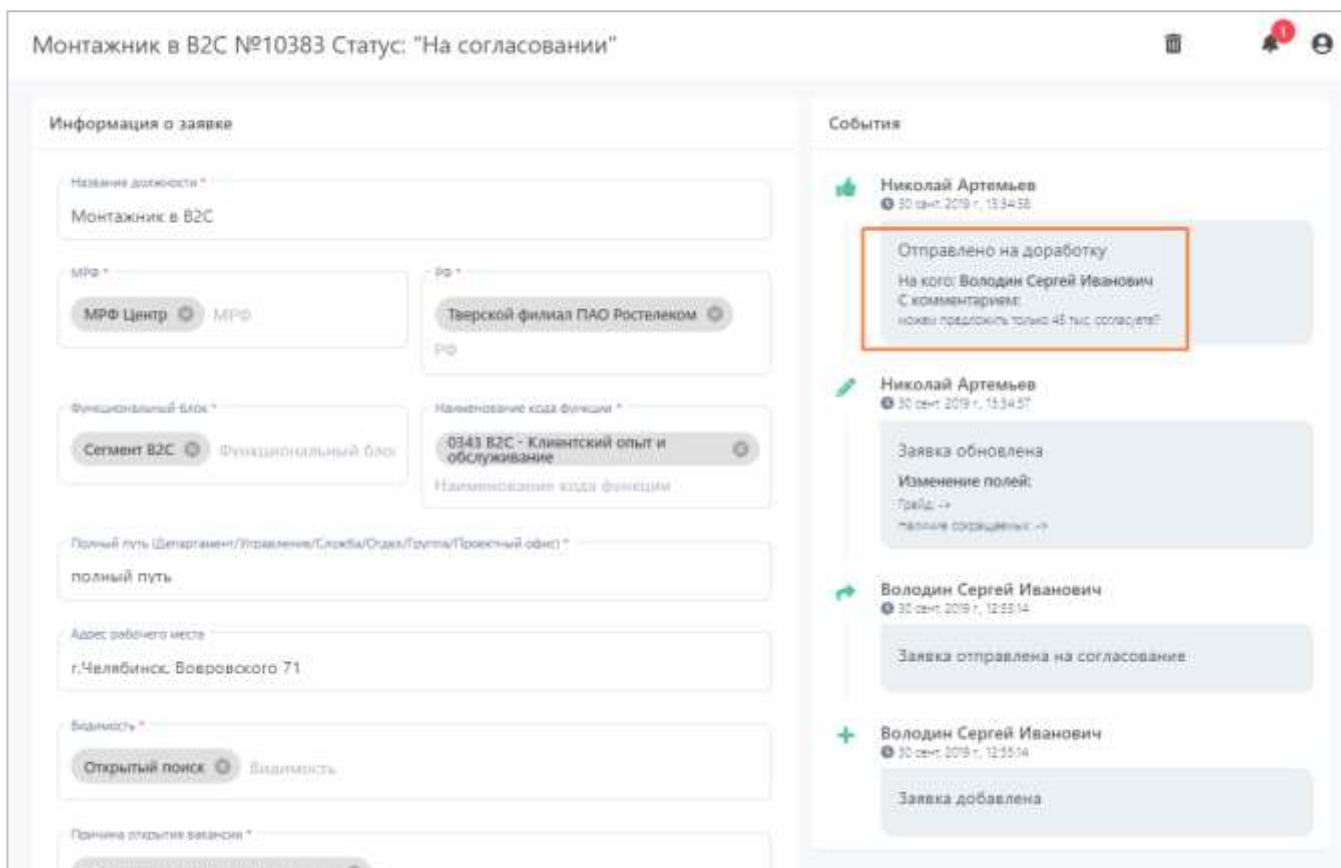 Монтажник в B2C №10383 Статус: "На согласовании"
1
Информация о заявке
Название должности *
Монтажник в B2C
МРФ *
МРФ Центр МРФ
РФ *
Тверской филиал ПАО Ростелеком
РФ
Функциональный блок *
Сегмент B2C Функциональный блок
Наименование кода функции *
0343 B2C - Клиентский опыт и
обслуживание
Наименование кода функции
Полный путь (Департамент/Управление/Служба/Отдел/Группа/Проектный офис) *
полный путь
Адрес рабочего места
г.Челябинск, Вовровского 71
Видимость *
Открытый поиск Видимость
Причина открытия вакансии *
События
Николай Артемьев
30 сент. 2019 г., 13:34:58
Отправлено на доработку
На кого: Володин Сергей Иванович
С комментарием:
можем предложить только 45 тыс. согласуете?
Николай Артемьев
30 сент. 2019 г., 13:34:57
Заявка обновлена
Изменение полей:
Грейд: ->
Наличие сокращаемых: ->
Володин Сергей Иванович
30 сент. 2019 г., 12:55:14
Заявка отправлена на согласование
Володин Сергей Иванович
30 сент. 2019 г., 12:55:14
Заявка добавлена